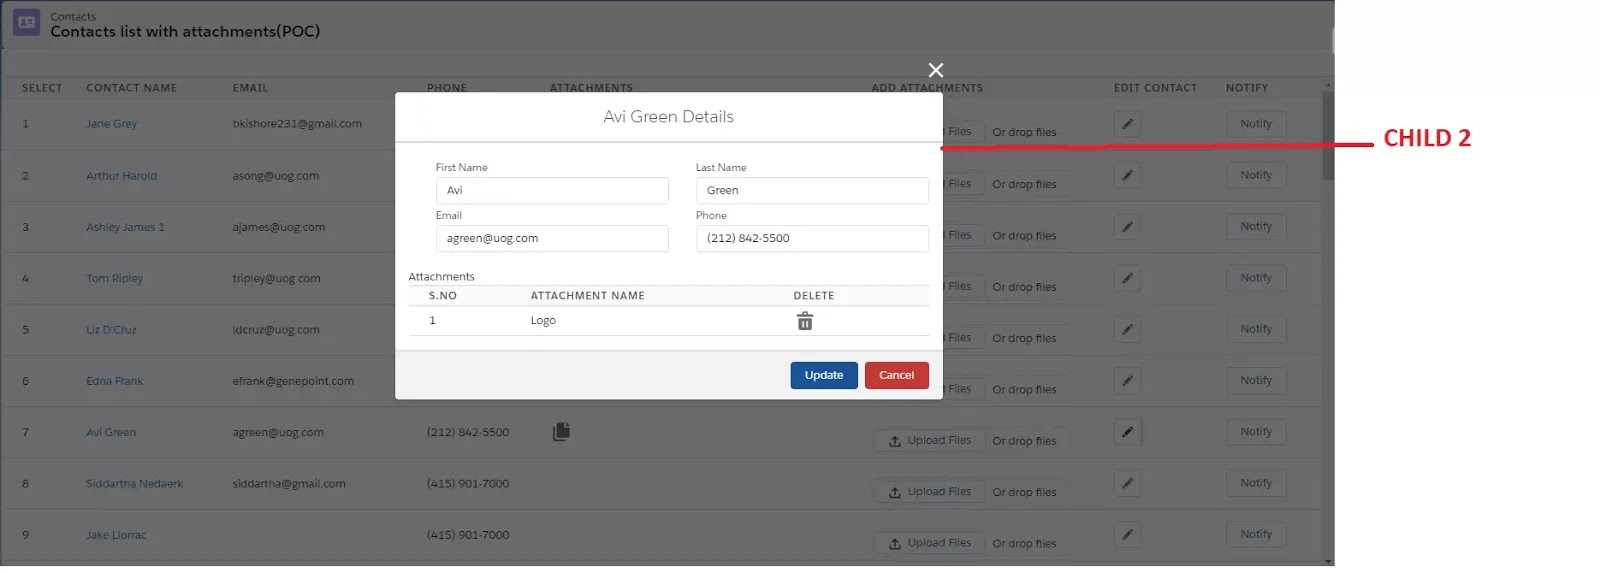 Contacts
Contacts list with attachments(POC)
SELECT CONTACT NAME EMAIL PHONE ATTACHMENTS ADD ATTACHMENTS EDIT CONTACT NOTIFY
1 Jane Grey bkishore231@gmail.com Files Or drop files Notify
2 Arthur Harold asong@uog.com Files Or drop files Notify
3 Ashley James 1 ajames@uog.com Files Or drop files Notify
4 Tom Ripley tripley@uog.com Files Or drop files Notify
5 Liz D'Cruz idcruz@uog.com Files Or drop files Notify
6 Edna Frank efrank@genepoint.com Files Or drop files Notify
7 Avi Green agreen@uog.com (212) 842-5500 Upload Files Or drop files Notify
8 Siddartha Nedaerk siddartha@gmail.com (415) 901-7000 Upload Files Or drop files Notify
9 Jake Llorrac (415) 901-7000 Upload Files Or drop files Notify
Avi Green Details
First Name Last Name
Avi Green
Email Phone
agreen@uog.com (212) 842-5500
Attachments
S.NO ATTACHMENT NAME DELETE
1 Logo
Update Cancel
CHILD 2